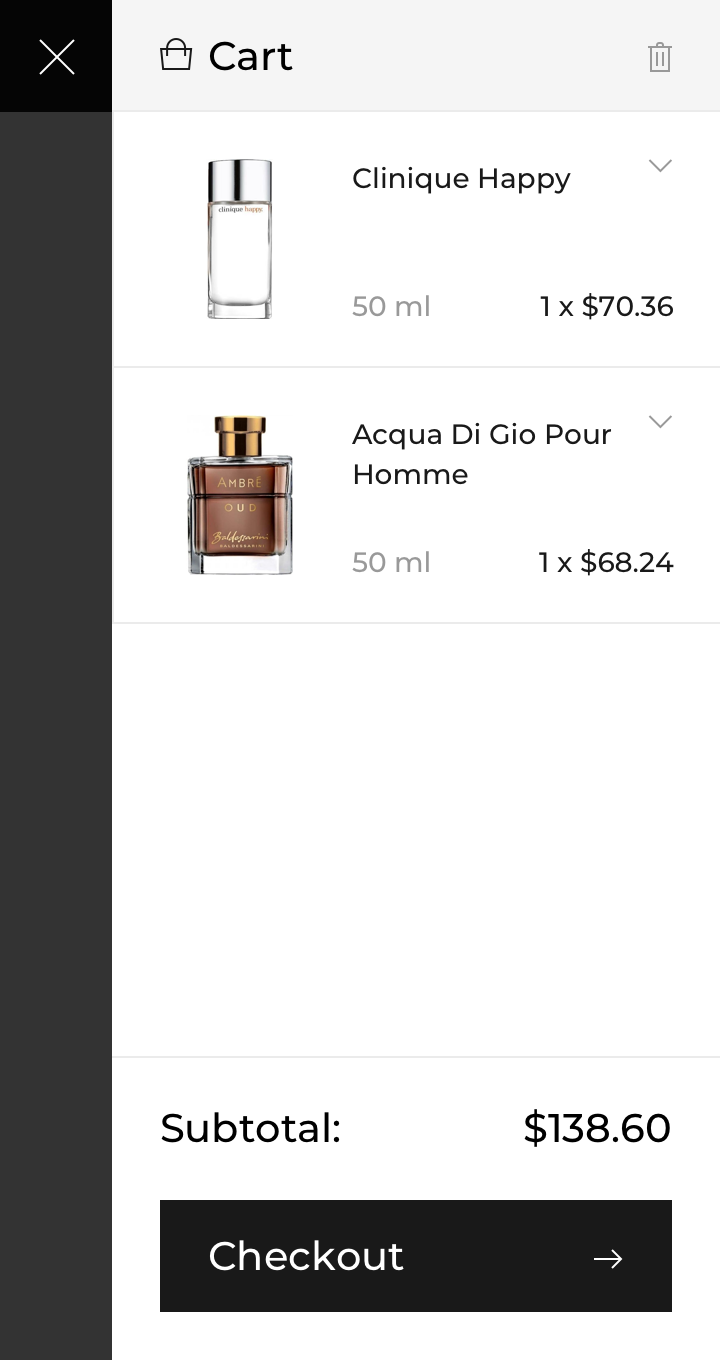 Cart
clinique happy.
Clinique Happy
50 ml
1 x $70.36
AMBRÉ
OUD
Baldessarini
BALDESSARINI
Acqua Di Gio Pour
Homme
50 ml
1 x $68.24
Subtotal:
$138.60
Checkout